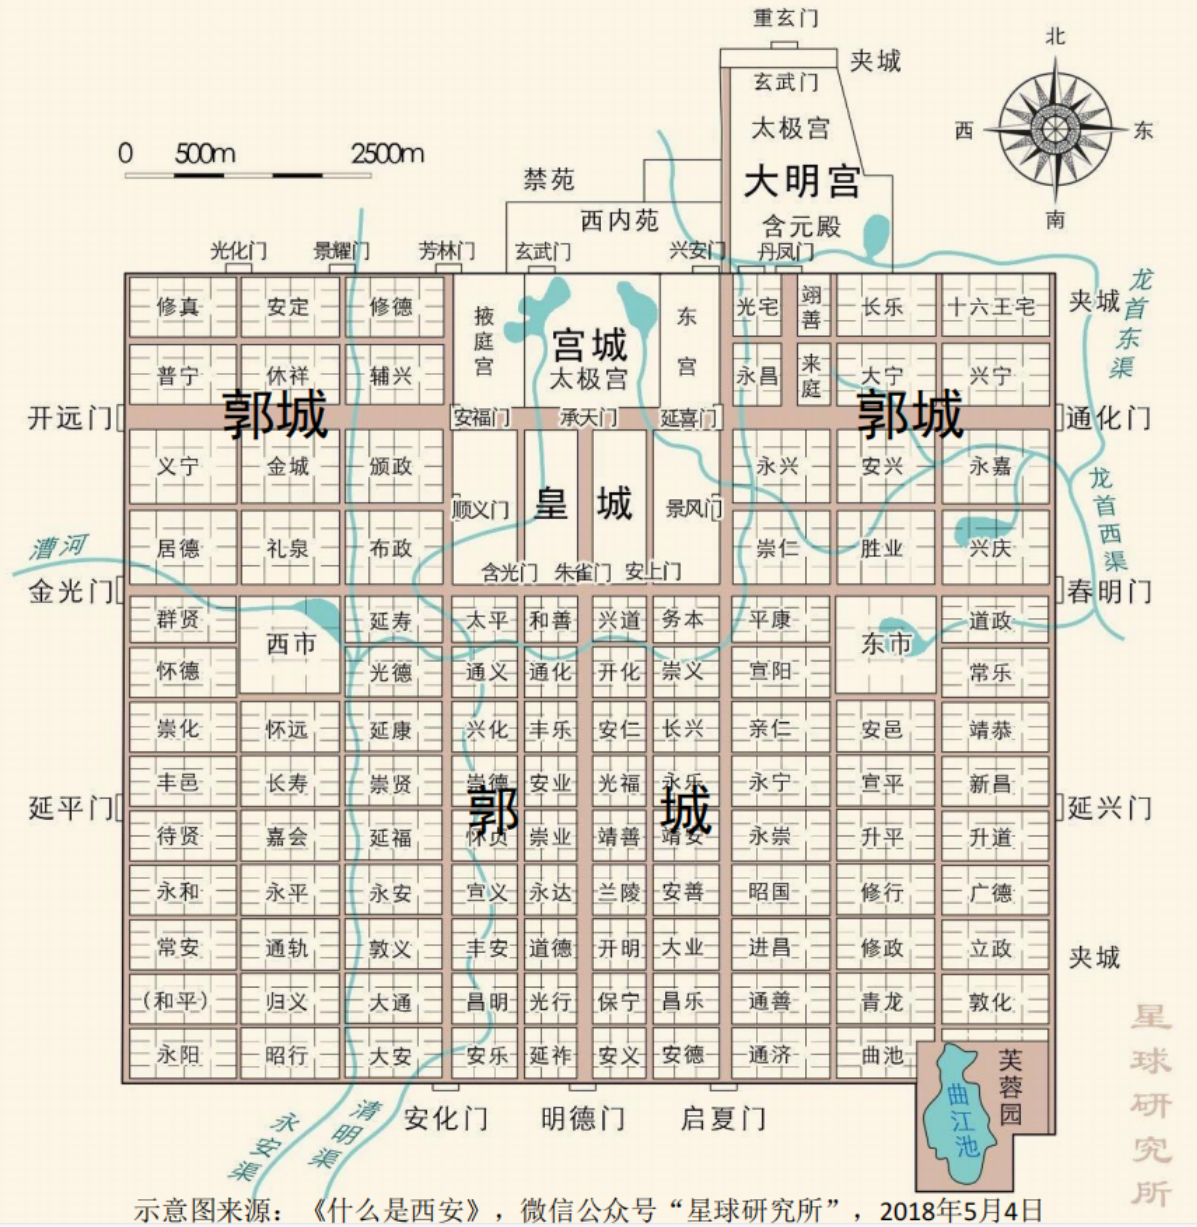 重玄门
夹城
玄武门
太极宫
大明宫
含元殿
北
西 东
南
0 500m 2500m
禁苑
西内苑
光化门 景耀门 芳林门 玄武门 兴安门 丹凤门
修真 安定 修德 掖庭宫 宫城 太极宫 东宫 光宅 翊善 长乐 十六王宅 夹城
龙首东渠
普宁 休祥 辅兴 永昌 来庭 大宁 兴宁
郭城 郭城
开远门 安福门 承天门 延喜门 通化门
义宁 金城 颁政 永兴 安兴 永嘉
顺义门 皇城 景风门
龙首西渠
漕河
居德 礼泉 布政 崇仁 胜业 兴庆
含光门 朱雀门 安上门
金光门 春明门
群贤 西市 延寿 太平 和善 兴道 务本 平康 东市 道政
怀德 光德 通义 通化 开化 崇义 宣阳 常乐
崇化 怀远 延康 兴化 丰乐 安仁 长兴 亲仁 安邑 靖恭
丰邑 长寿 崇贤 崇德 安业 光福 永乐 永宁 宣平 新昌
延平门 郭 城 延兴门
待贤 嘉会 延福 怀贞 崇业 靖善 靖安 永崇 升平 升道
永和 永平 永安 宣义 永达 兰陵 安善 昭国 修行 广德
常安 通轨 敦义 丰安 道德 开明 大业 进昌 修政 立政 夹城
(和平) 归义 大通 昌明 光行 保宁 昌乐 通善 青龙 敦化
永阳 昭行 大安 安乐 延祚 安义 安德 通济 曲池
芙蓉园
曲江池
安化门 明德门 启夏门
永安渠
清明渠
星球研究所
示意图来源：《什么是西安》，微信公众号“星球研究所”，2018年5月4日